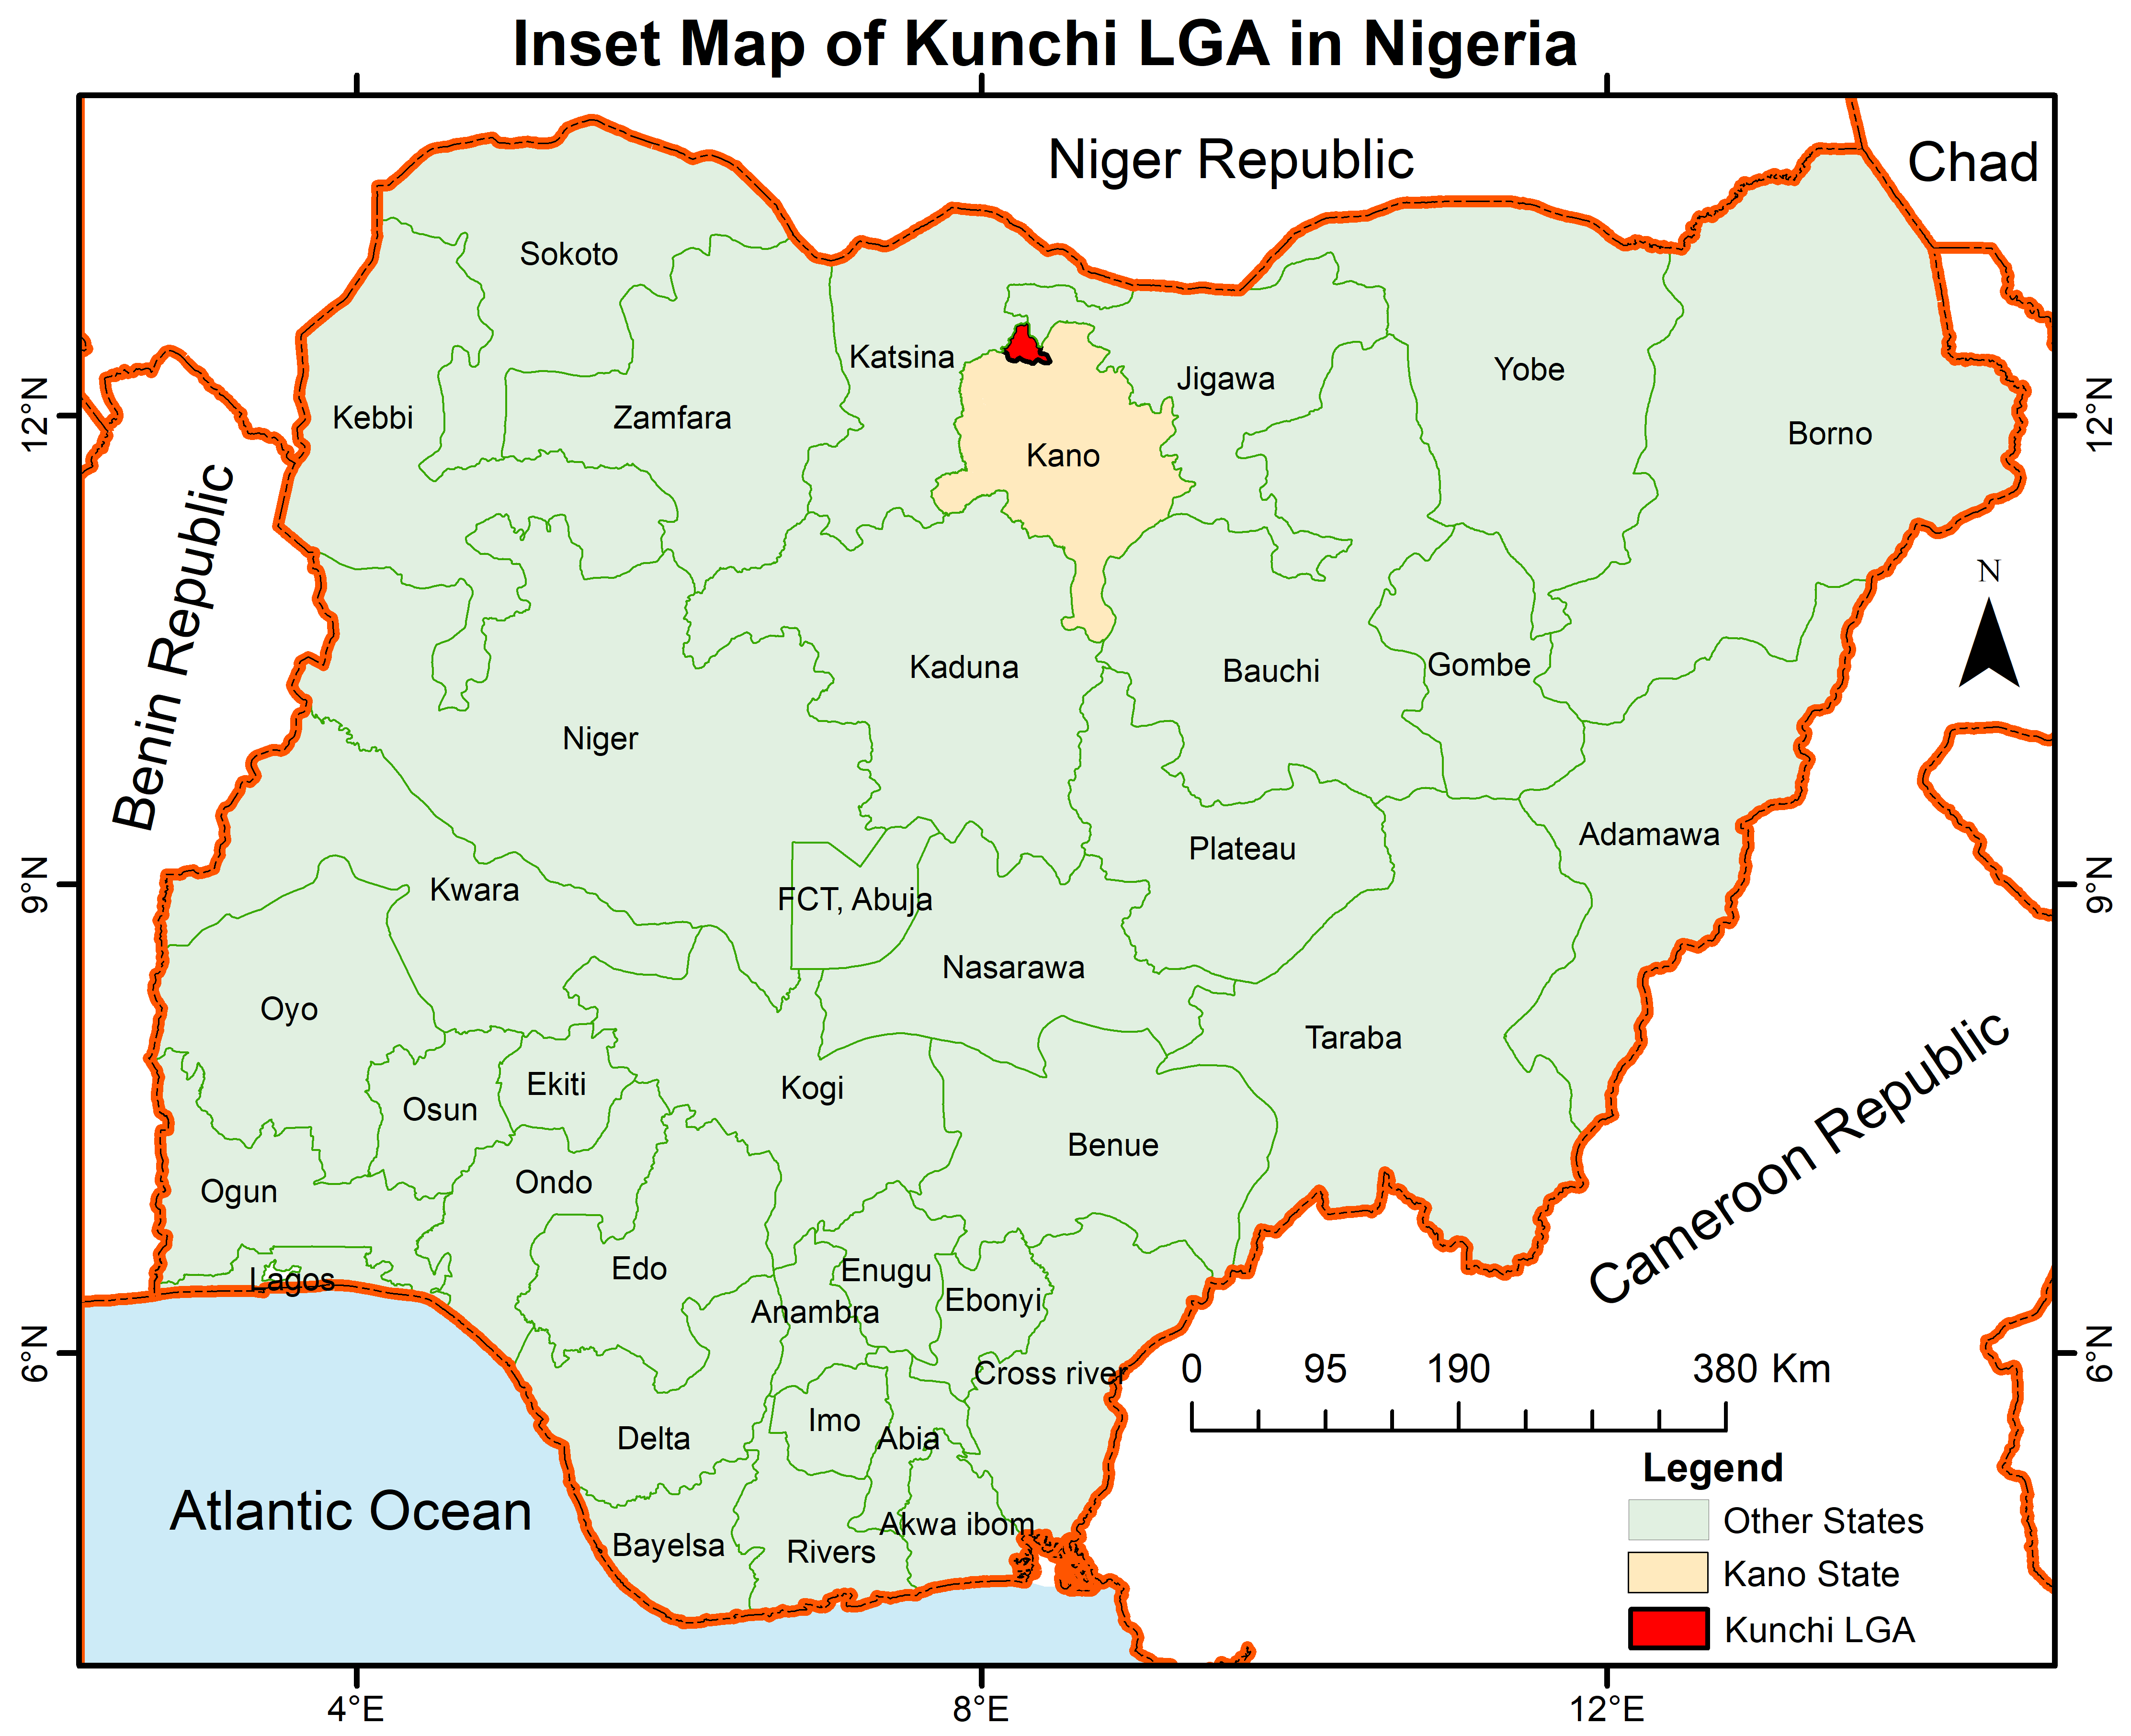 Inset Map of Kunchi LGA in Nigeria
Niger Republic
Chad
Sokoto
Katsina
Jigawa
Yobe
Kebbi
Zamfara
Kano
Borno
12°N
12°N
Benin Republic
N
Kaduna
Bauchi
Gombe
Niger
Plateau
Adamawa
9°N
9°N
Kwara
FCT, Abuja
Nasarawa
Oyo
Taraba
Cameroon Republic
Ekiti
Osun
Kogi
Benue
Ogun
Ondo
Lagos
Edo
Enugu
Ebonyi
Anambra
6°N
6°N
Cross river
0 95 190 380 Km
Imo
Delta
Abia
Atlantic Ocean
Akwa ibom
Bayelsa
Rivers
Legend
Other States
Kano State
Kunchi LGA
4°E 8°E 12°E